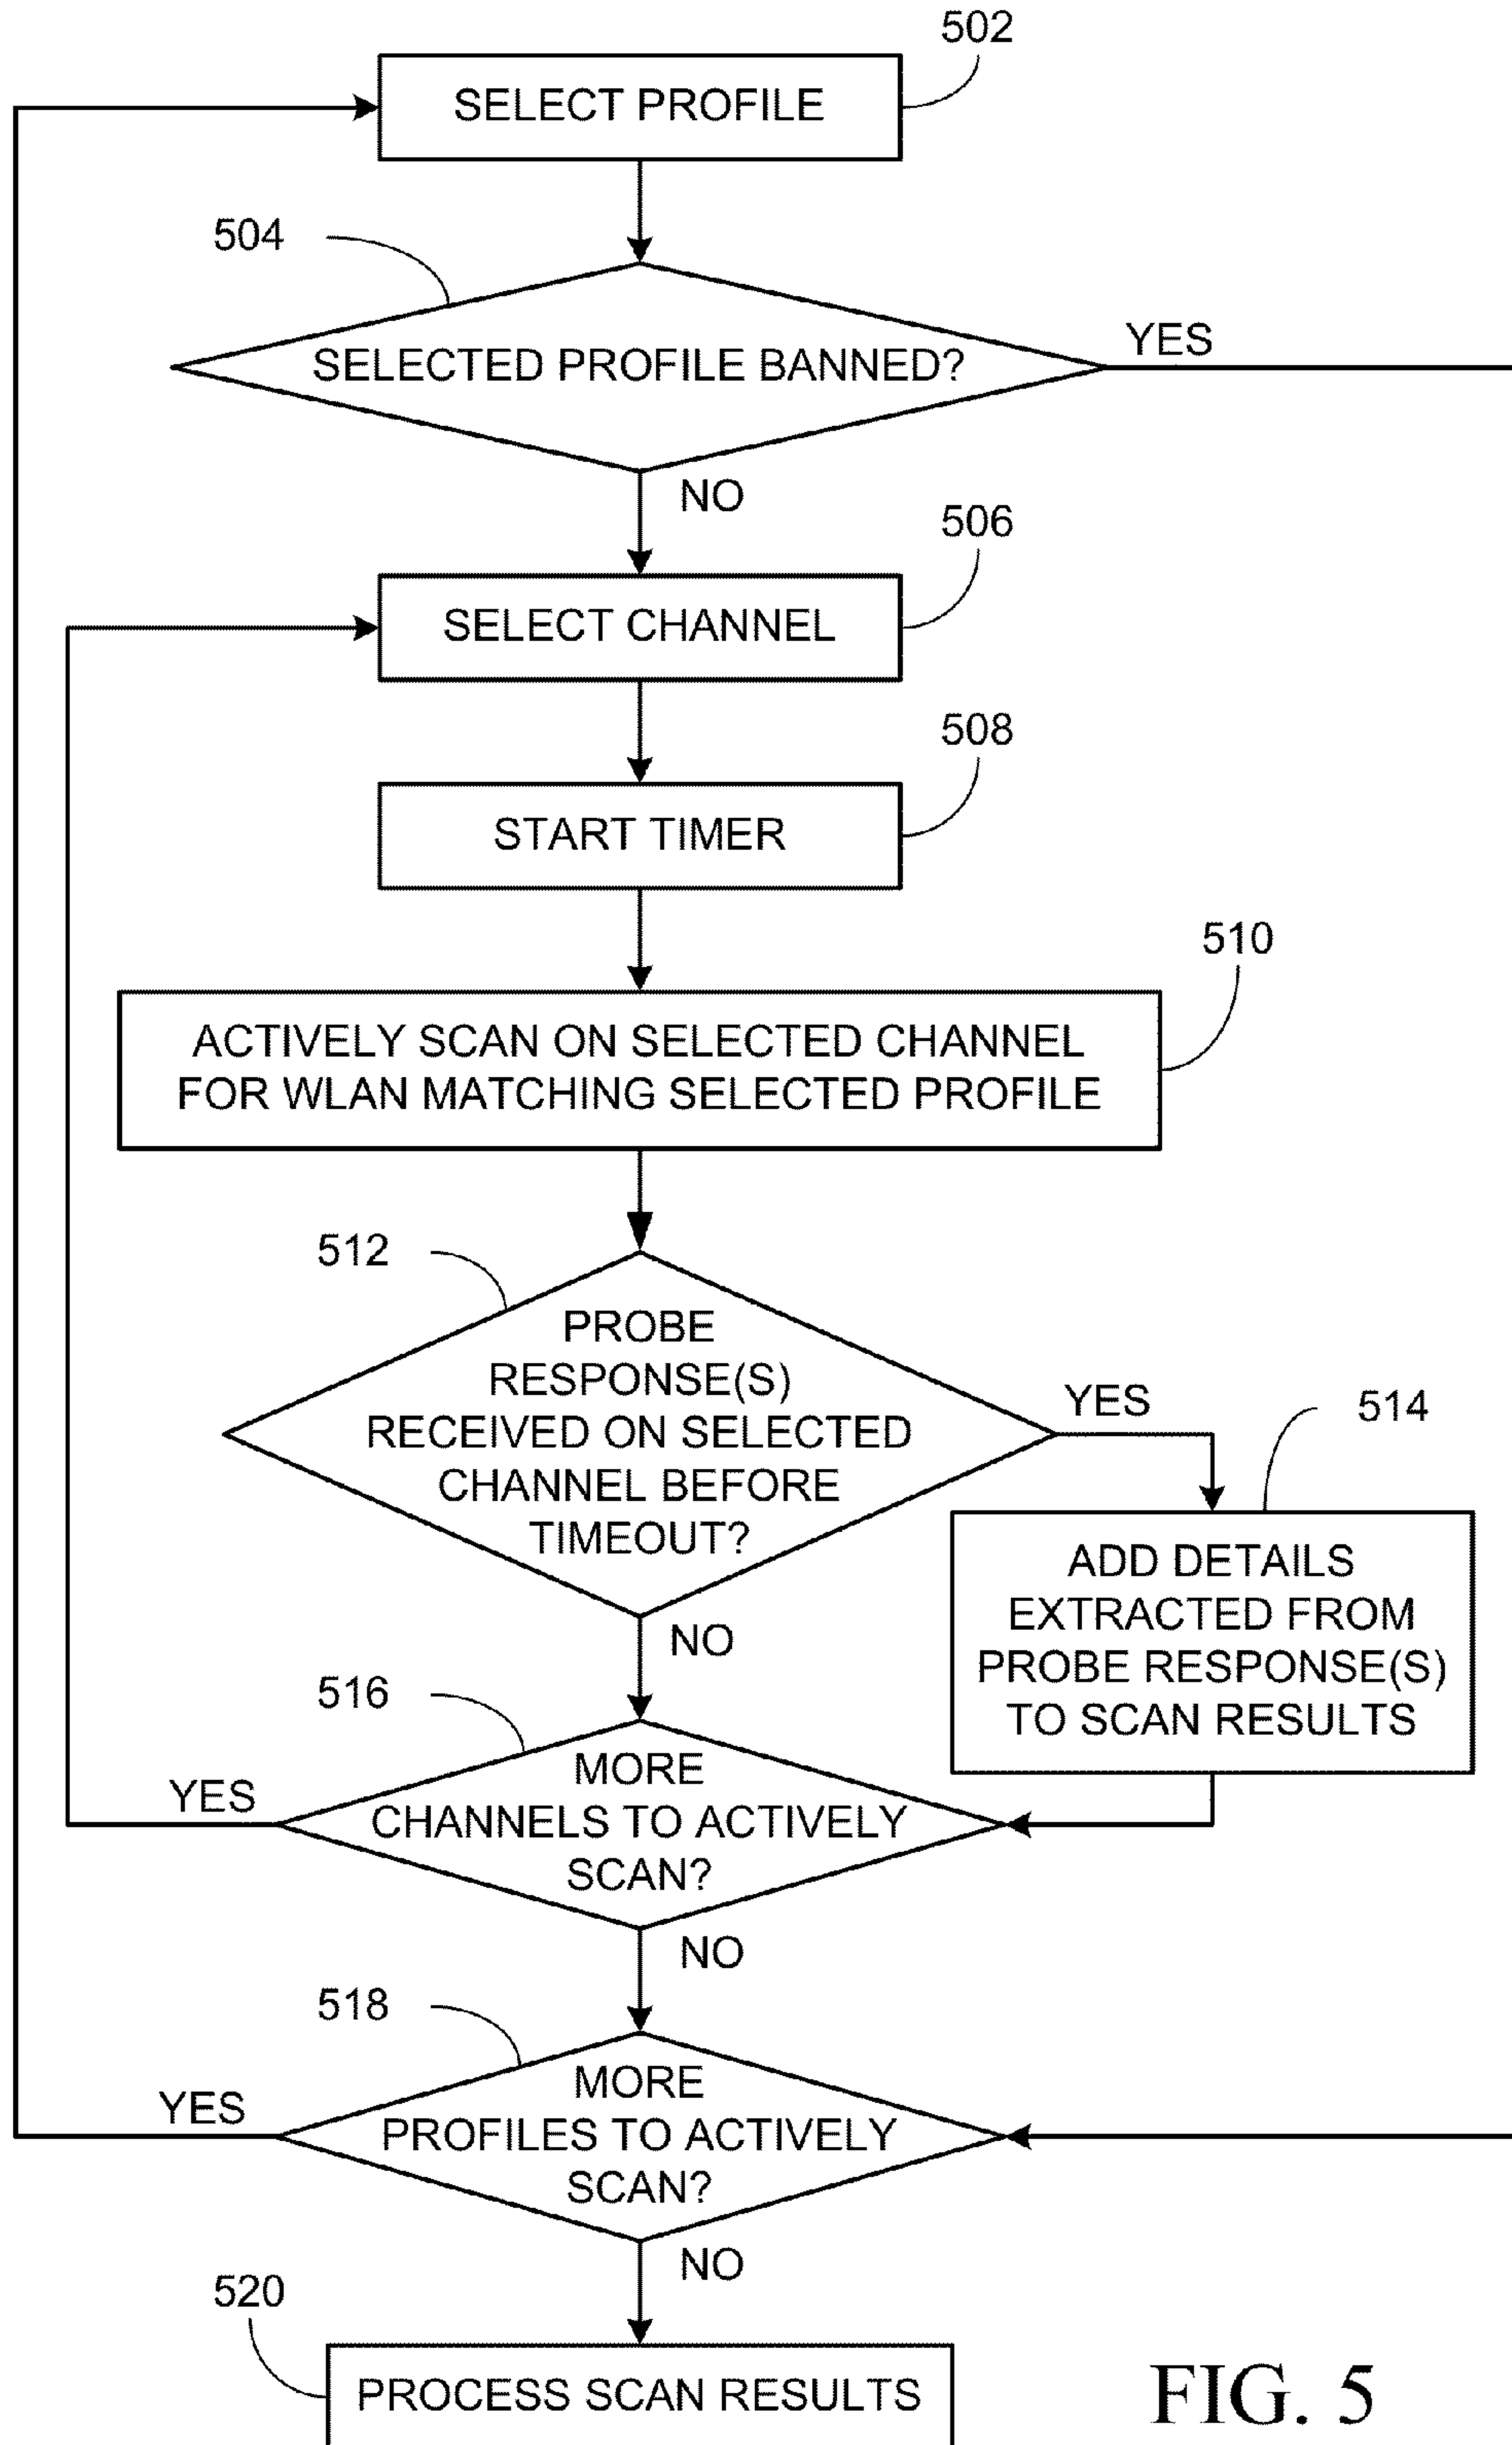 502
SELECT PROFILE
504
SELECTED PROFILE BANNED?
YES
NO
506
SELECT CHANNEL
508
START TIMER
510
ACTIVELY SCAN ON SELECTED CHANNEL
FOR WLAN MATCHING SELECTED PROFILE
512
PROBE
RESPONSE(S)
RECEIVED ON SELECTED
CHANNEL BEFORE
TIMEOUT?
YES
514
ADD DETAILS
EXTRACTED FROM
PROBE RESPONSE(S)
TO SCAN RESULTS
NO
516
MORE
CHANNELS TO ACTIVELY
SCAN?
YES
NO
518
MORE
PROFILES TO ACTIVELY
SCAN?
YES
NO
520
PROCESS SCAN RESULTS
FIG. 5